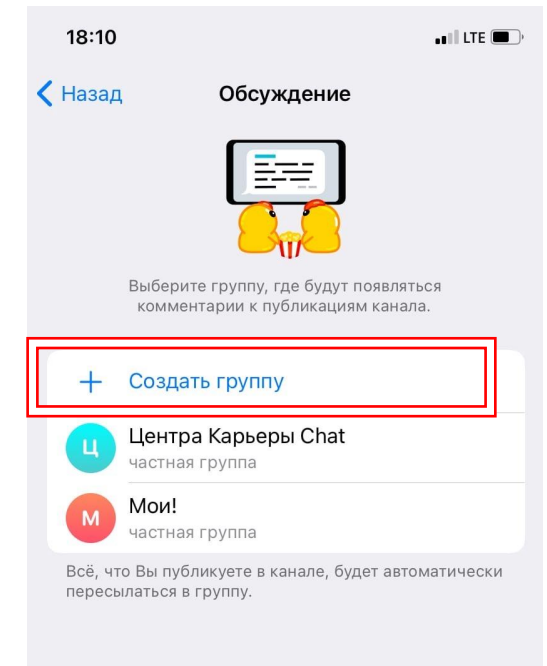 18:10 LTE
Назад Обсуждение
Выберите группу, где будут появляться
комментарии к публикациям канала.
Создать группу
Ц Центра Карьеры Chat
частная группа
М Мои!
частная группа
Всё, что Вы публикуете в канале, будет автоматически
пересылаться в группу.